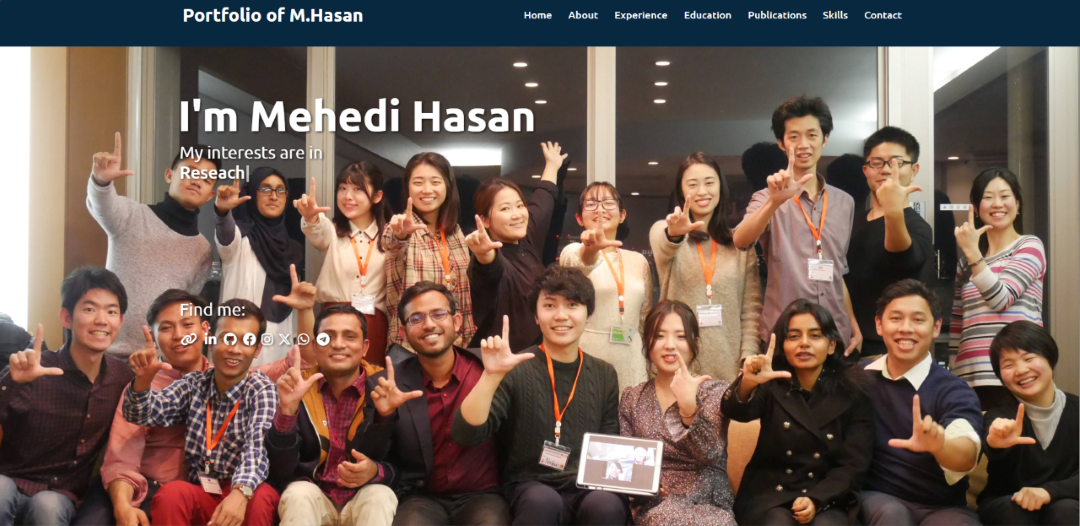 Portfolio of M.Hasan
Home About Experience Education Publications Skills Contact
I'm Mehedi Hasan
My interests are in
Reseach|
Find me: